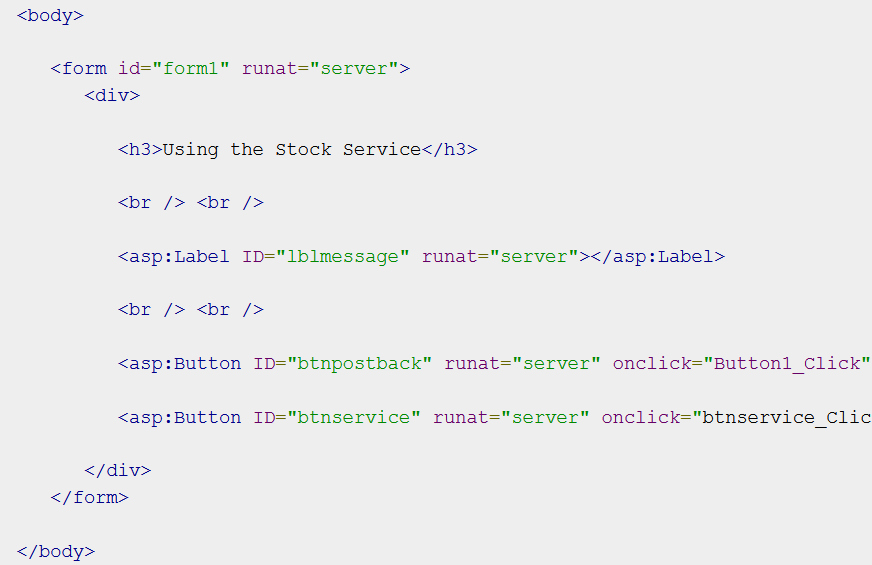 <body>
<form id="form1" runat="server">
<div>
<h3>Using the Stock Service</h3>
<br /> <br />
<asp:Label ID="lblmessage" runat="server"></asp:Label>
<br /> <br />
<asp:Button ID="btnpostback" runat="server" onclick="Button1_Click"
<asp:Button ID="btnservice" runat="server" onclick="btnservice_Clic
</div>
</form>
</body>